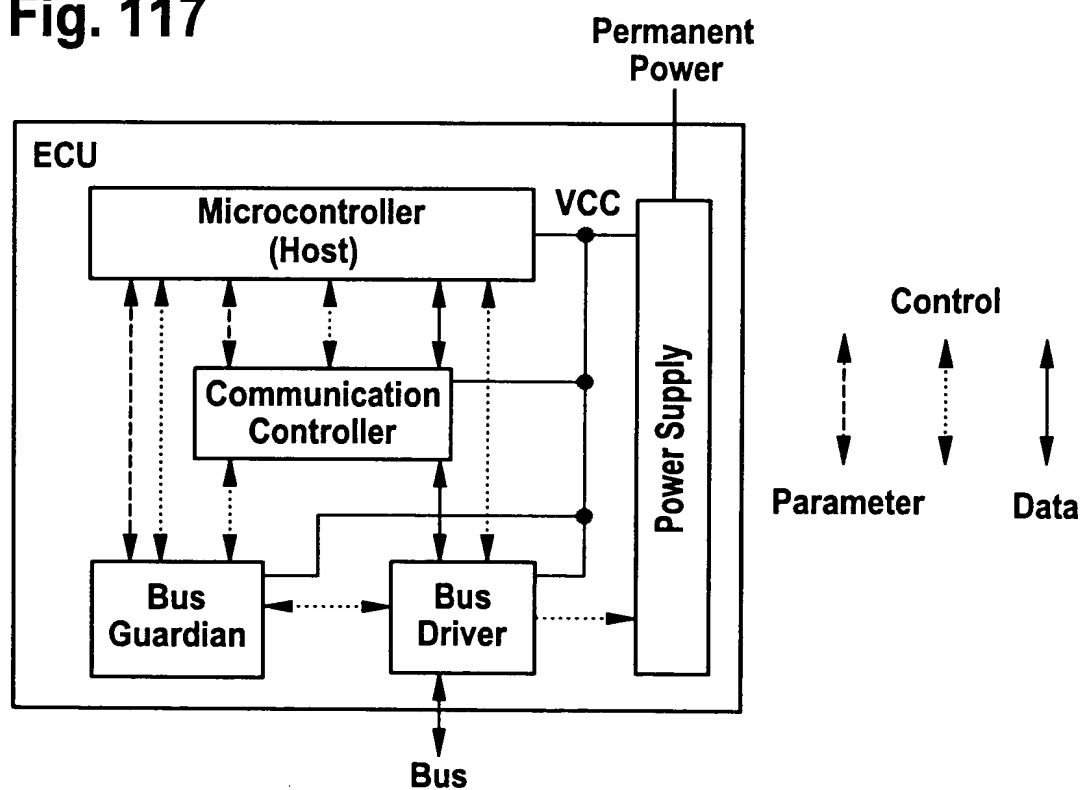 Fig. 117
Permanent
Power
ECU
Microcontroller
(Host)
VCC
Communication
Controller
Power Supply
Bus
Guardian
Bus
Driver
Bus
Control
Parameter
Data